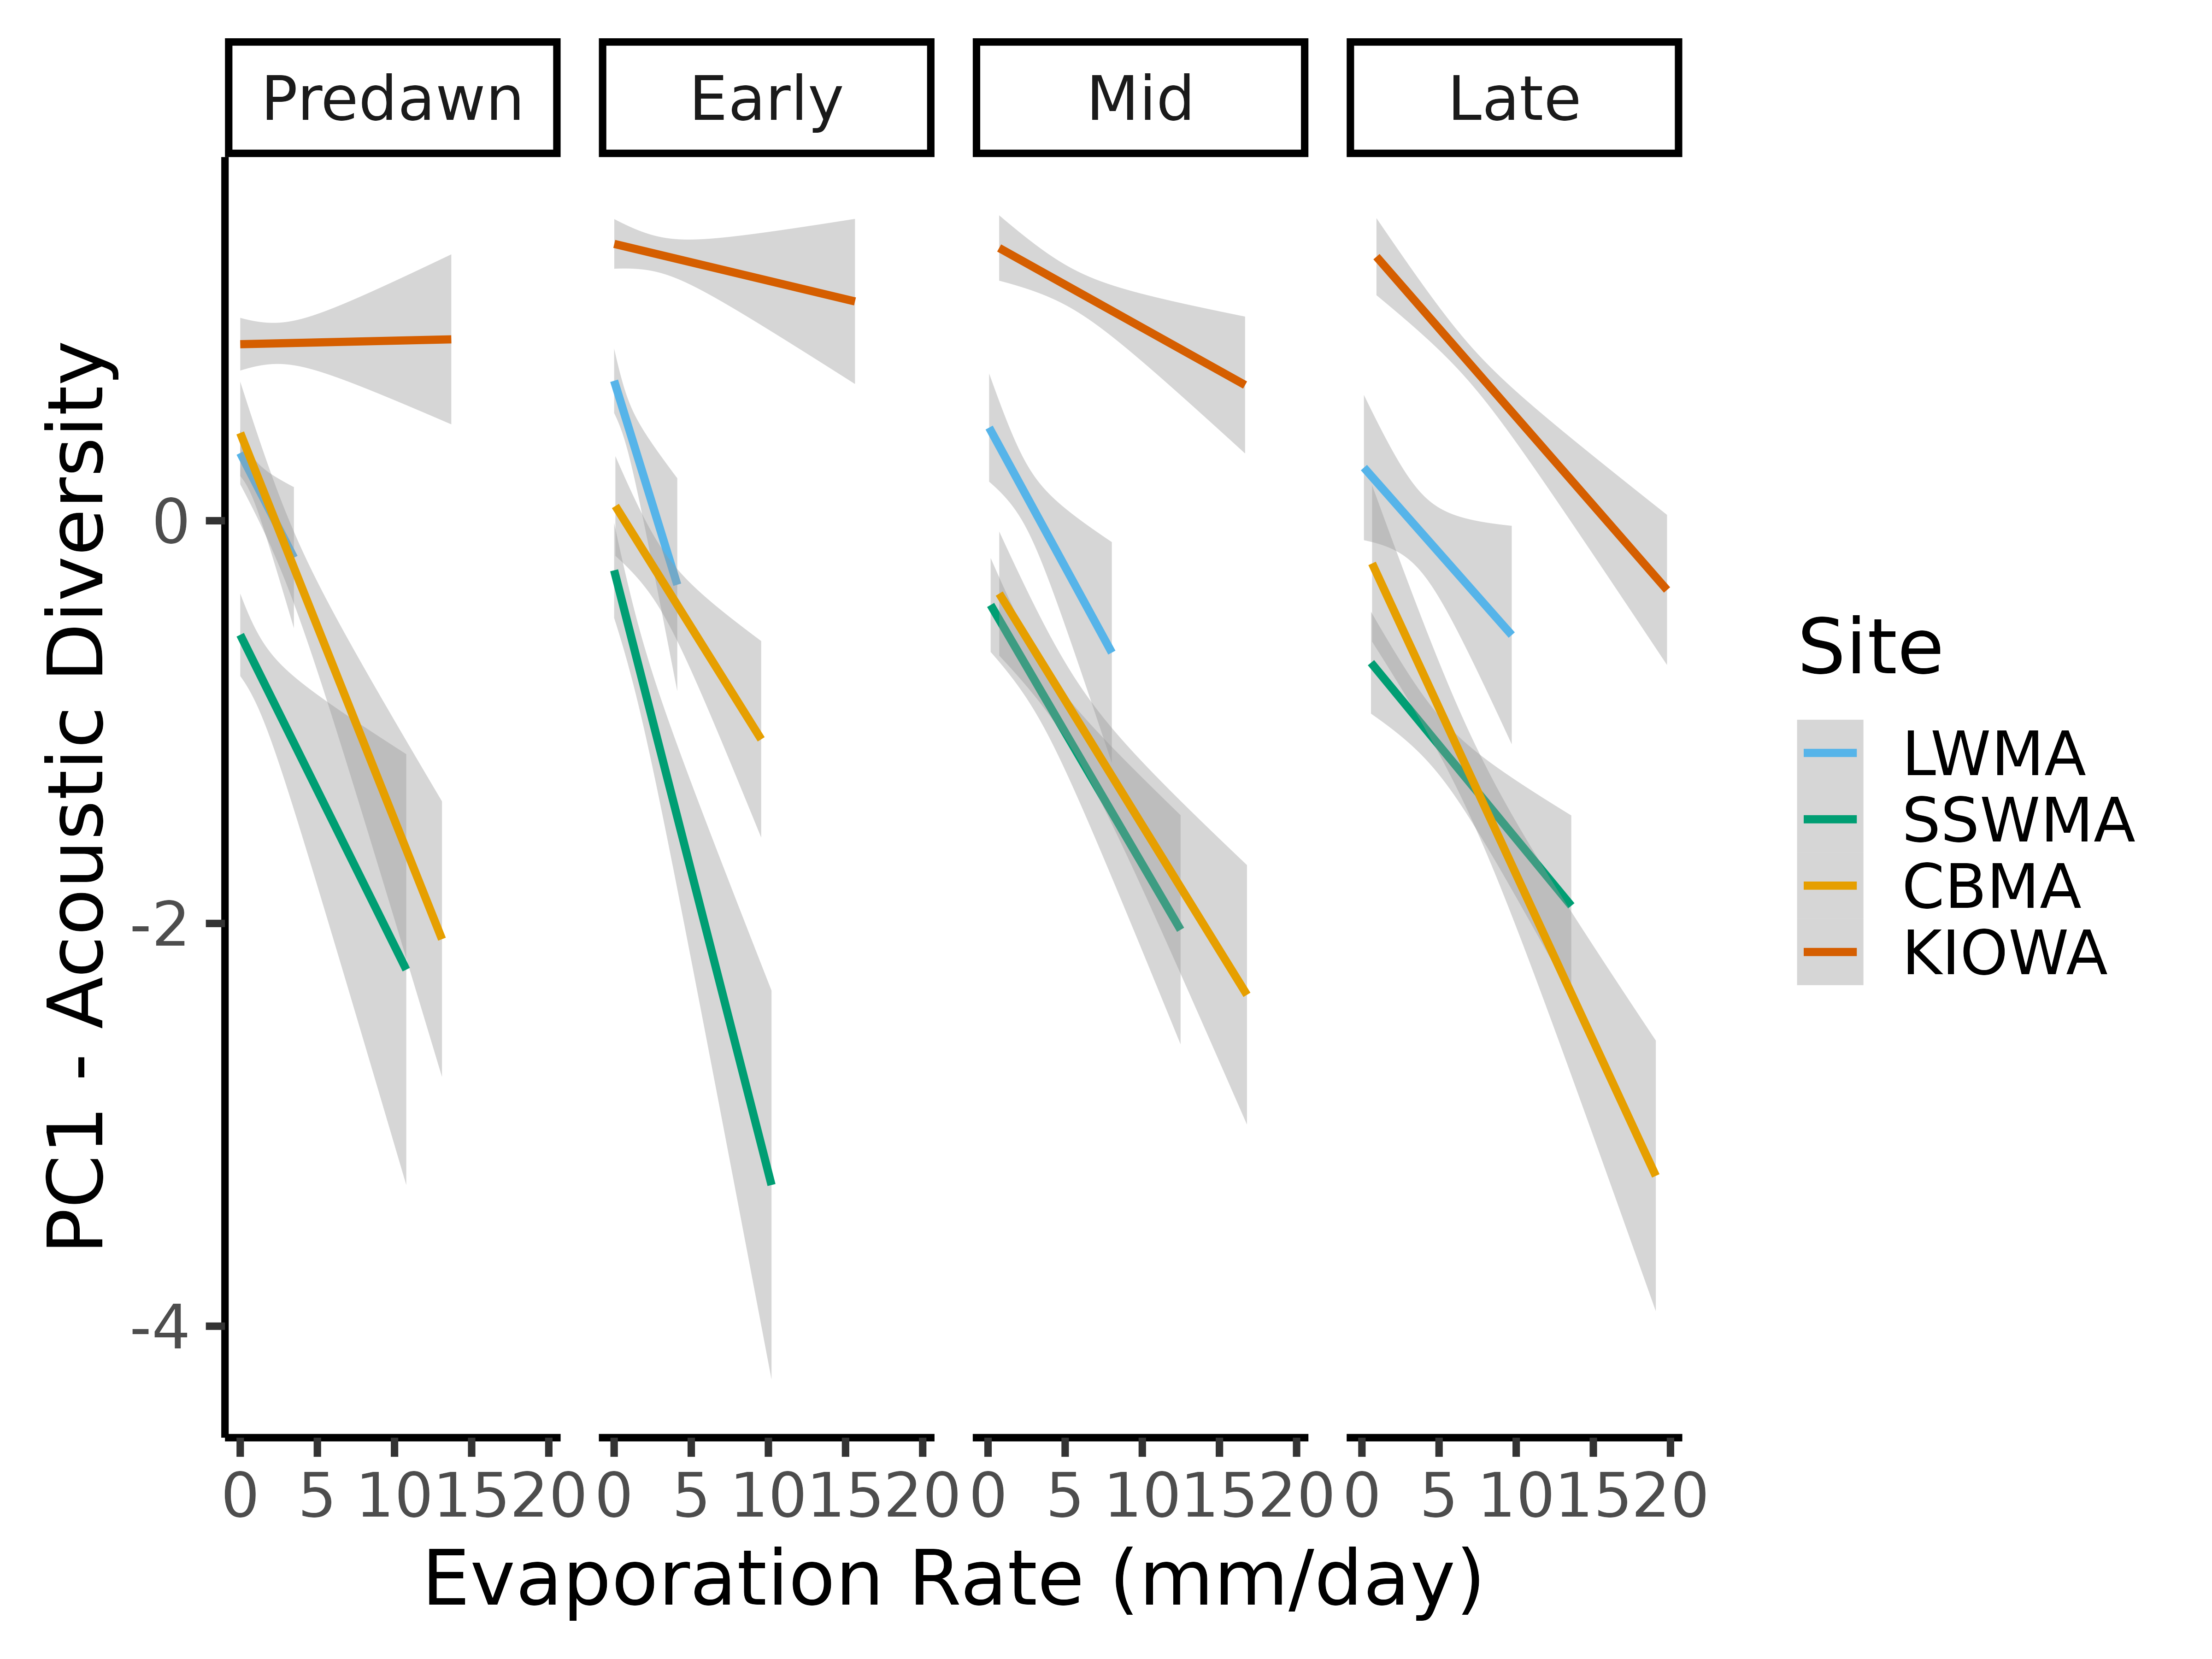 Predawn Early Mid Late
PC1 - Acoustic Diversity
0
-2
-4
0 5 10 15 20 0 5 10 15 20 0 5 10 15 20 0 5 10 15 20
Evaporation Rate (mm/day)
Site
LWMA
SSWMA
CBMA
KIOWA